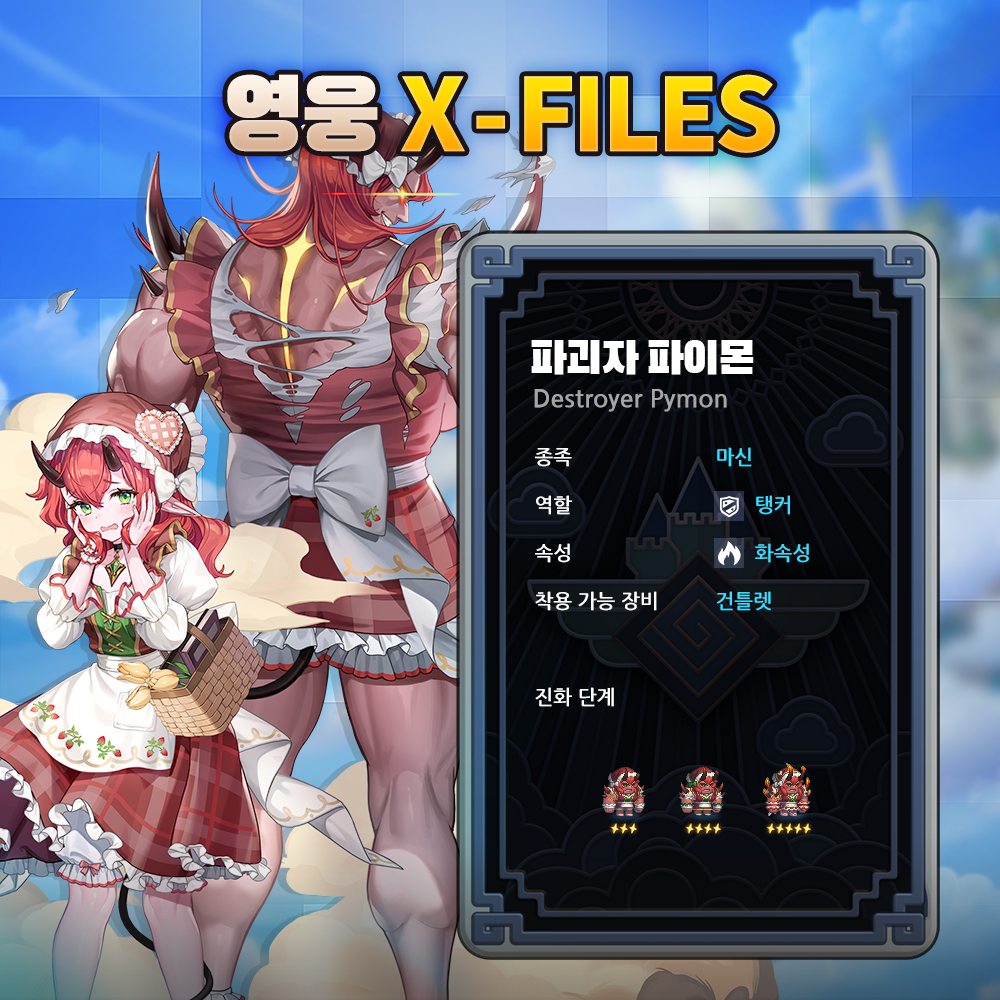 영웅 X-FILES
파괴자 파이몬
Destroyer Pymon
종족 마신
역할 탱커
속성 화속성
착용 가능 장비 건틀렛
진화 단계